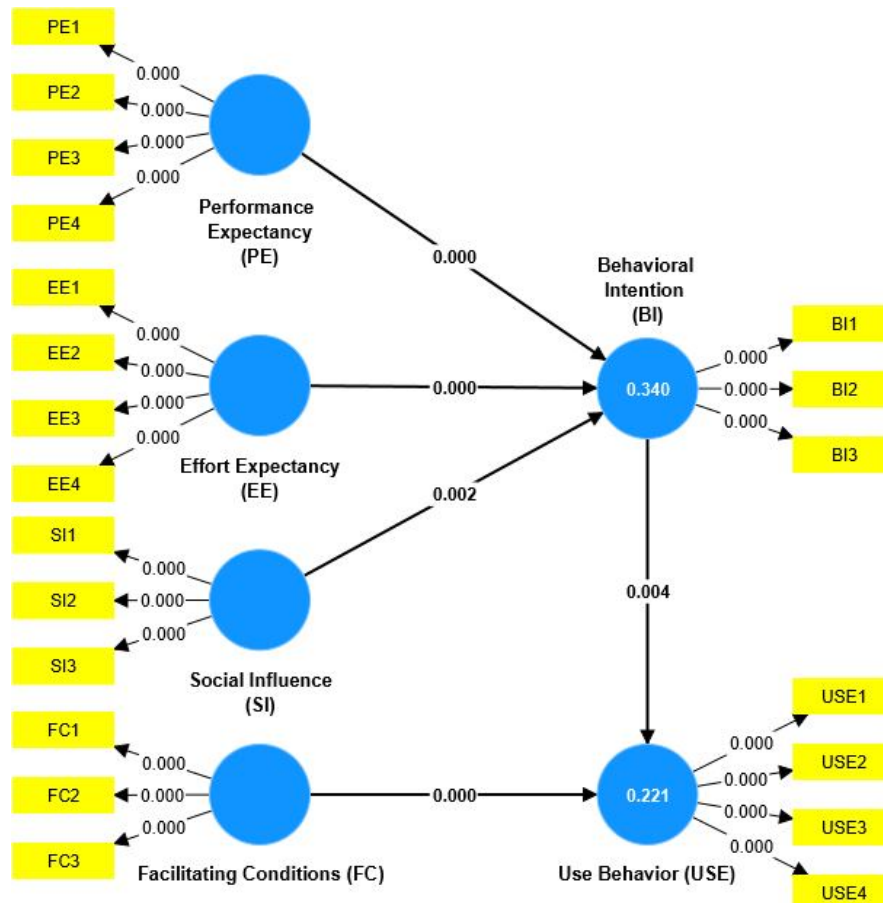 PE1
0.000
PE2
0.000
0.000
PE3
0.000
PE4
Performance
Expectancy
(PE)
0.000
EE1
0.000
EE2
0.000
0.000
EE3
0.000
EE4
Effort Expectancy
(EE)
0.000
SI1
0.000
SI2
0.000
0.000
SI3
Social Influence
(SI)
0.002
FC1
0.000
FC2
0.000
0.000
FC3
Facilitating Conditions (FC)
0.000
Behavioral
Intention
(BI)
0.340
0.000
BI1
0.000
BI2
0.000
BI3
0.004
0.221
Use Behavior (USE)
USE1
0.000
USE2
0.000
0.000
USE3
0.000
USE4